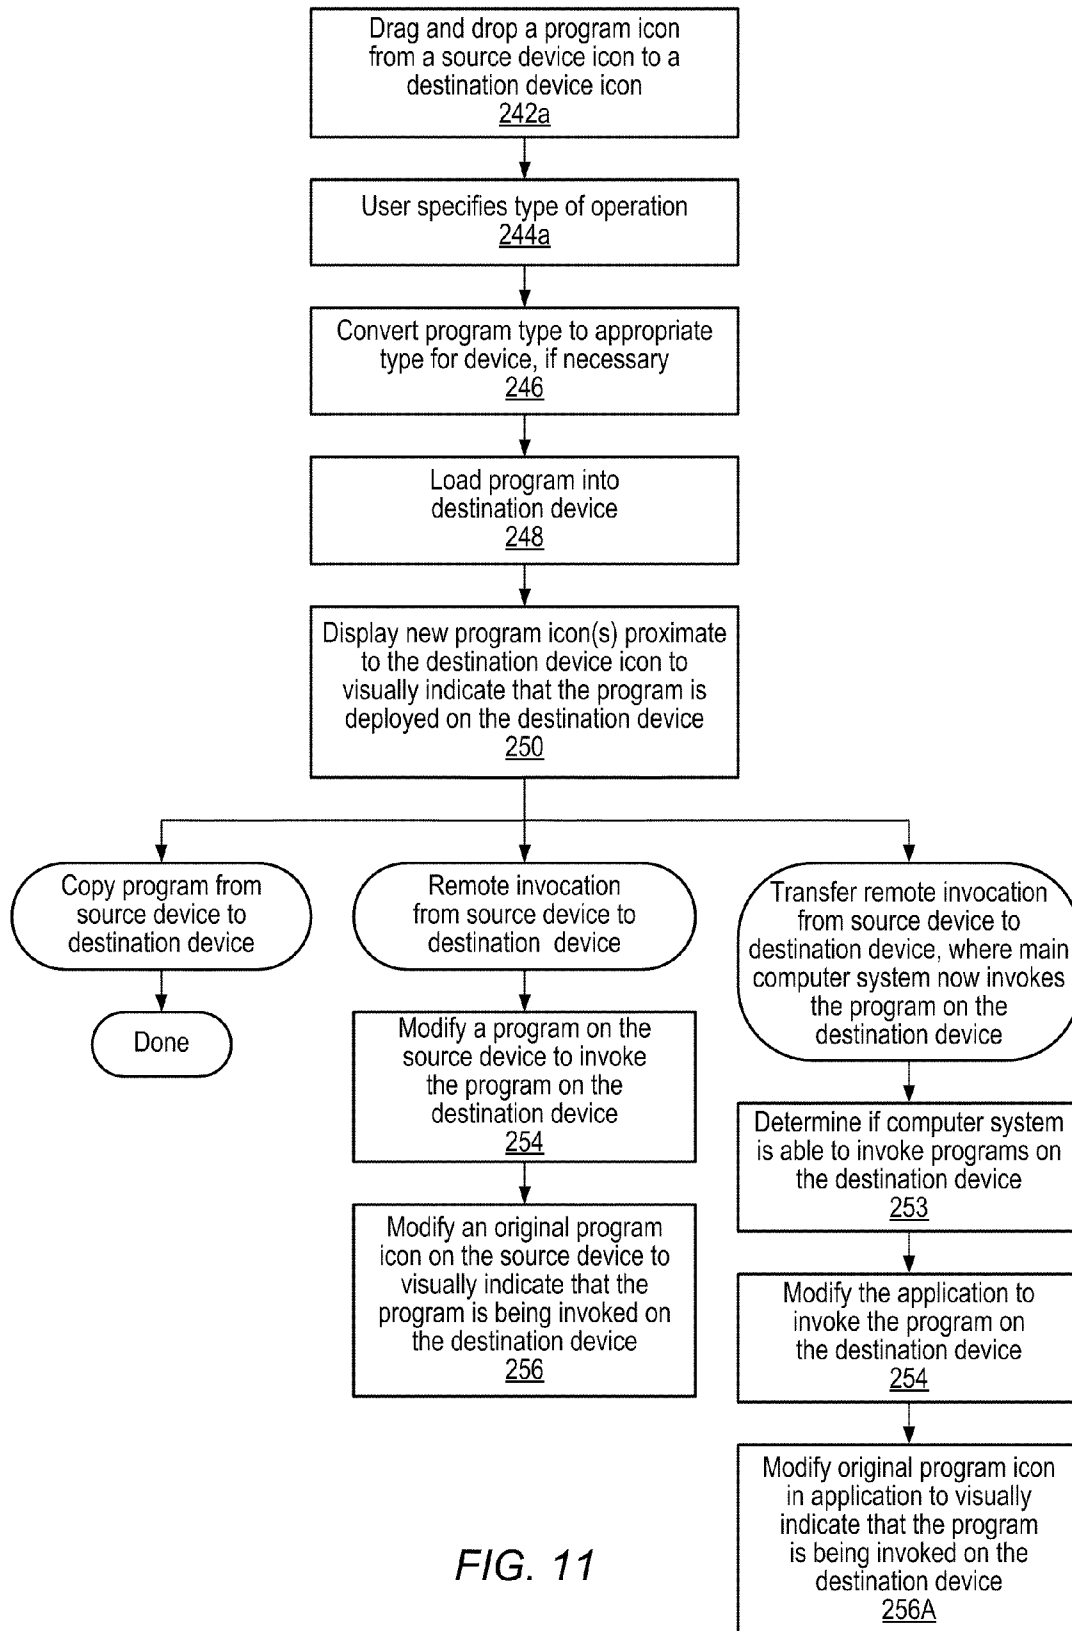 Drag and drop a program icon
from a source device icon to a
destination device icon
242a
User specifies type of operation
244a
Convert program type to appropriate
type for device, if necessary
246
Load program into
destination device
248
Display new program icon(s) proximate
to the destination device icon to
visually indicate that the program is
deployed on the destination device
250
Copy program from
source device to
destination device
Done
Remote invocation
from source device to
destination device
Modify a program on the
source device to invoke
the program on the
destination device
254
Modify an original program
icon on the source device to
visually indicate that the
program is being invoked on
the destination device
256
Transfer remote invocation
from source device to
destination device, where main
computer system now invokes
the program on the
destination device
Determine if computer system
is able to invoke programs on
the destination device
253
Modify the application to
invoke the program on
the destination device
254
Modify original program icon
in application to visually
indicate that the program
is being invoked on the
destination device
256A
FIG. 11